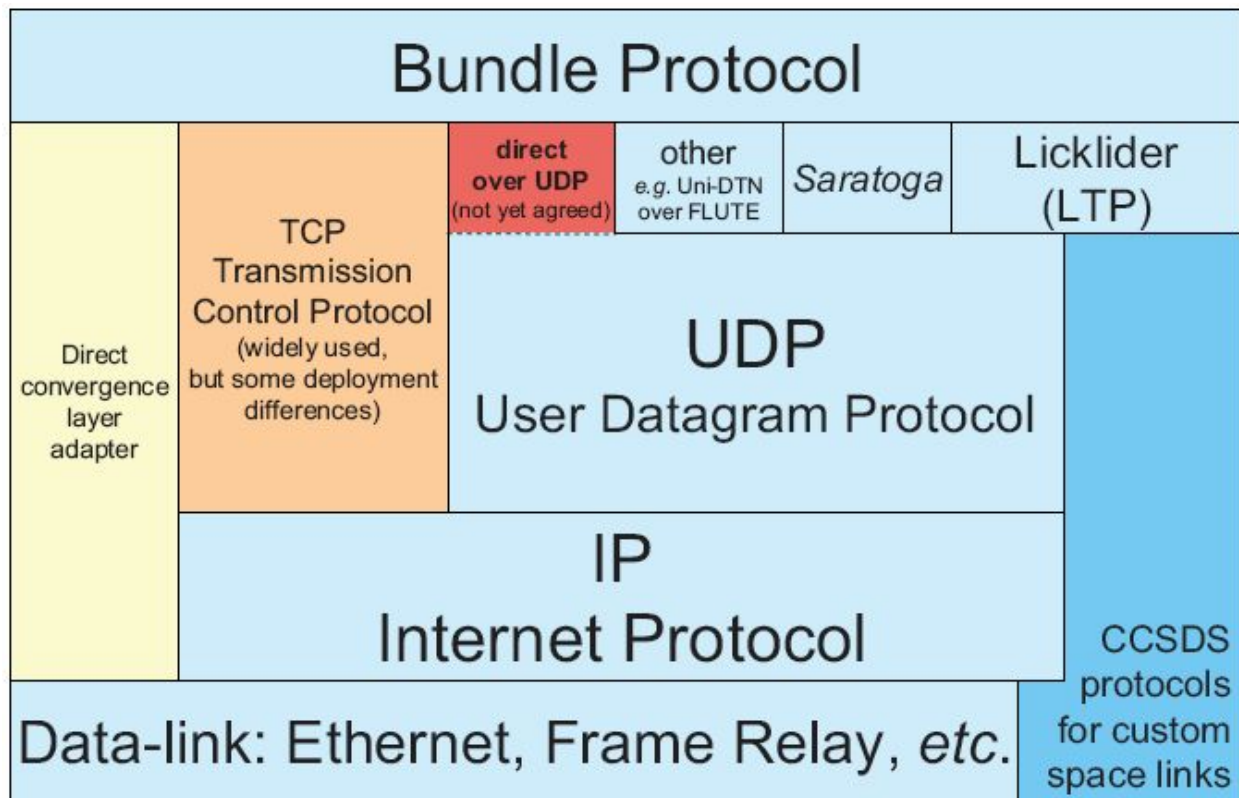 Bundle Protocol
Direct
convergence
layer
adapter
TCP
Transmission
Control Protocol
(widely used,
but some deployment
differences)
direct
over UDP
(not yet agreed)
other
e.g. Uni-DTN
over FLUTE
Saratoga
Licklider
(LTP)
UDP
User Datagram Protocol
IP
Internet Protocol
CCSDS
protocols
for custom
space links
Data-link: Ethernet, Frame Relay, etc.